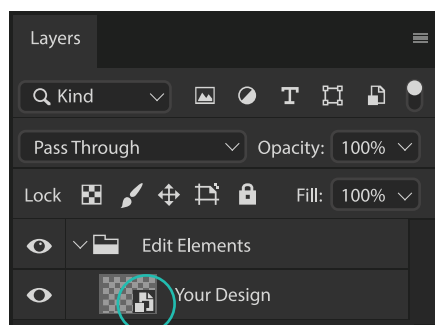 Layers
Kind T
Pass Through Opacity: 100%
Lock Fill: 100%
Edit Elements
Your Design